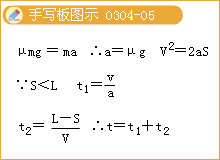 手写板图示 0304-05
μmg = ma ∴a=μg V²=2aS
∵S<L t₁=v/a
t₂= L-S/V ∴t=t₁+t₂